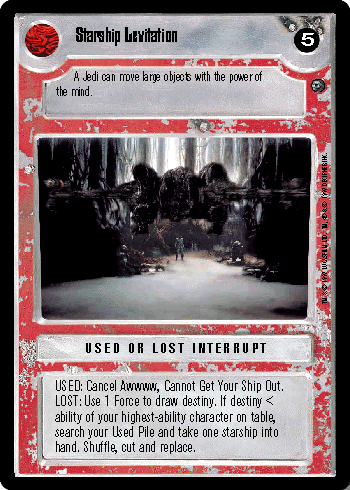 Starship Levitation
5
A Jedi can move large objects with the power of
the mind.
USED OR LOST INTERRUPT
USED: Cancel Awwww, Cannot Get Your Ship Out.
LOST: Use 1 Force to draw destiny. If destiny <
ability of your highest-ability character on table,
search your Used Pile and take one starship into
hand. Shuffle, cut and replace.